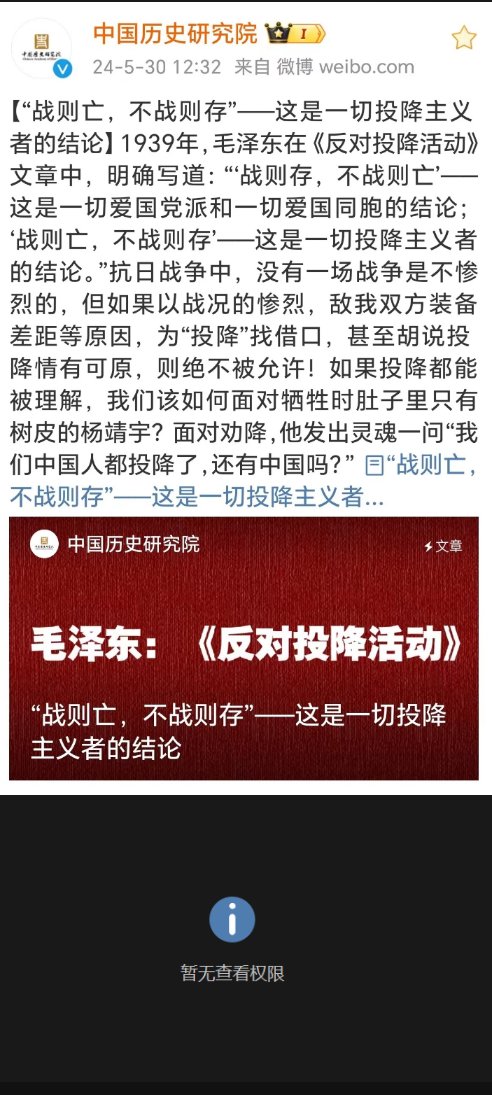 中国历史研究院 I
24-5-30 12:32 来自 微博 weibo.com
【“战则亡，不战则存”——这是一切投降主义
者的结论】1939年，毛泽东在《反对投降活动》
文章中，明确写道：“‘战则存，不战则亡’——
这是一切爱国党派和一切爱国同胞的结论；
‘战则亡，不战则存’——这是一切投降主义者
的结论。”抗日战争中，没有一场战争是不惨
烈的，但如果以战况的惨烈，敌我双方装备
差距等原因，为“投降”找借口，甚至胡说投
降情有可原，则绝不被允许！如果投降都能
被理解，我们该如何面对牺牲时肚子里只有
树皮的杨靖宇？面对劝降，他发出灵魂一问“我
们中国人都投降了，还有中国吗？” “战则亡，
不战则存”——这是一切投降主义者...
中国历史研究院
文章
毛泽东：《反对投降活动》
“战则亡，不战则存”——这是一切投降
主义者的结论
暂无查看权限